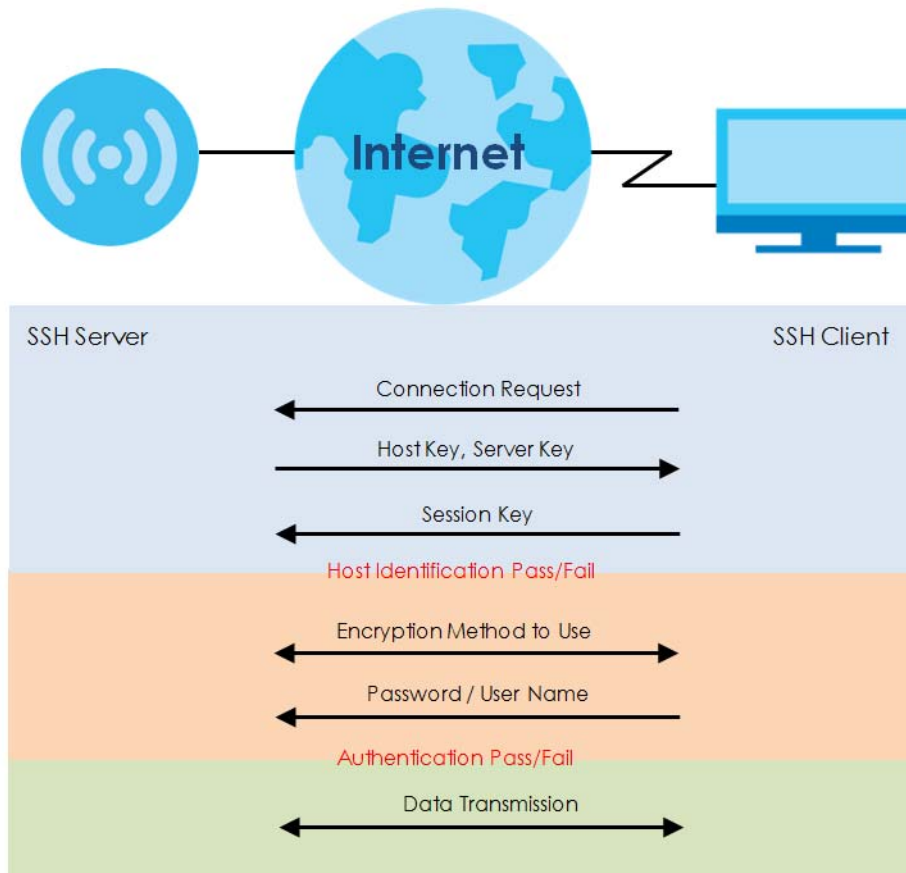 Internet
SSH Server
SSH Client
Connection Request
Host Key, Server Key
Session Key
Host Identification Pass/Fail
Encryption Method to Use
Password / User Name
Authentication Pass/Fail
Data Transmission